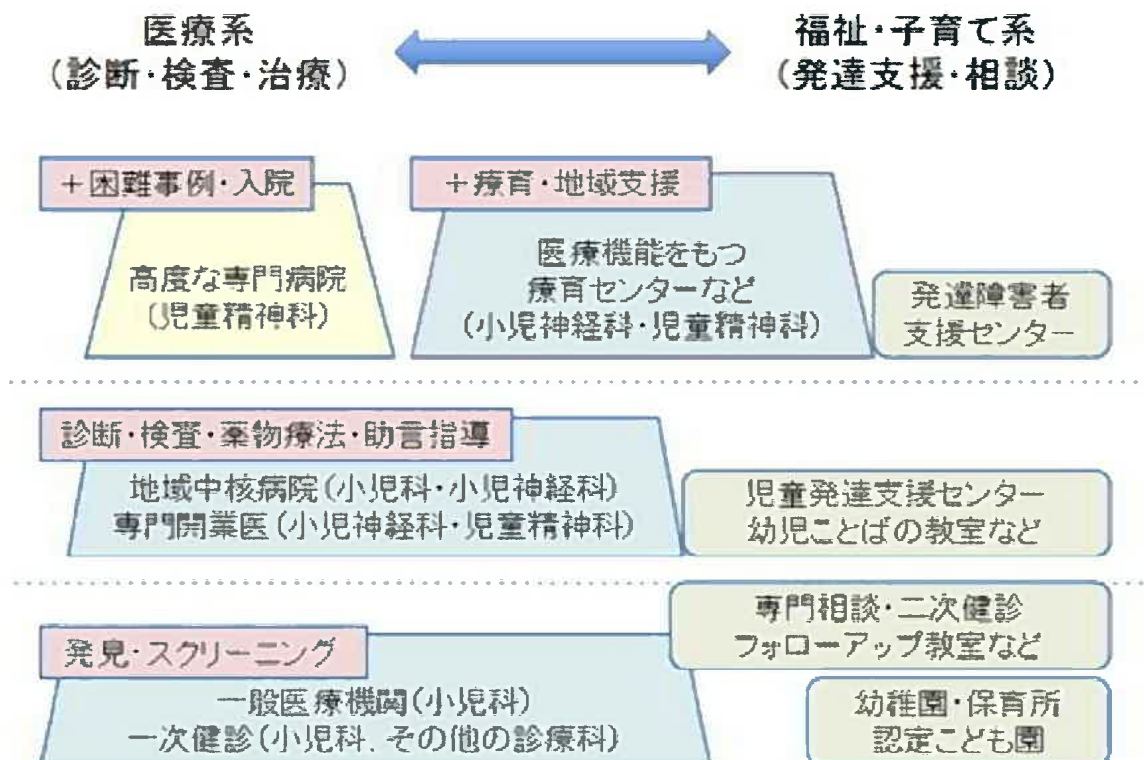 医療系
(診断・検査・治療)
福祉・子育て系
(発達支援・相談)
+困難事例・入院
高度な専門病院
(児童精神科)
+療育・地域支援
医療機能をもつ
療育センターなど
(小児神経科・児童精神科)
発達障害者
支援センター
診断・検査・薬物療法・助言指導
地域中核病院(小児科・小児神経科)
専門開業医(小児神経科・児童精神科)
児童発達支援センター
幼児ことばの教室など
専門相談・二次健診
フォローアップ教室など
発見・スクリーニング
一般医療機関(小児科)
一次健診(小児科、その他の診療科)
幼稚園・保育所
認定こども園